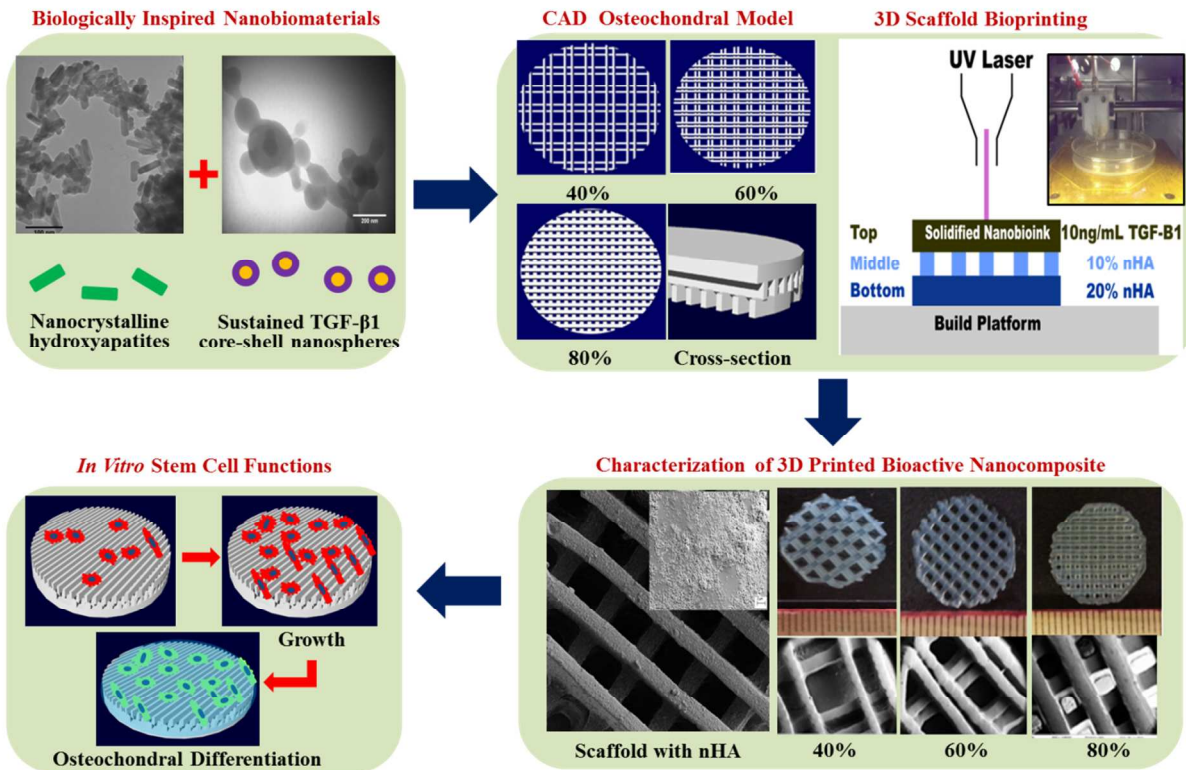 Biologically Inspired Nanobiomaterials
200 nm
Nanocrystalline
hydroxyapatites
Sustained TGF-β1
core-shell nanospheres
CAD Osteochondral Model
40%
60%
80%
Cross-section
3D Scaffold Bioprinting
UV Laser
Top
Solidified Nanobioink
10ng/mL TGF-B1
Middle
10% nHA
Bottom
20% nHA
Build Platform
In Vitro Stem Cell Functions
Growth
Osteochondral Differentiation
Characterization of 3D Printed Bioactive Nanocomposite
Scaffold with nHA
40%
60%
80%